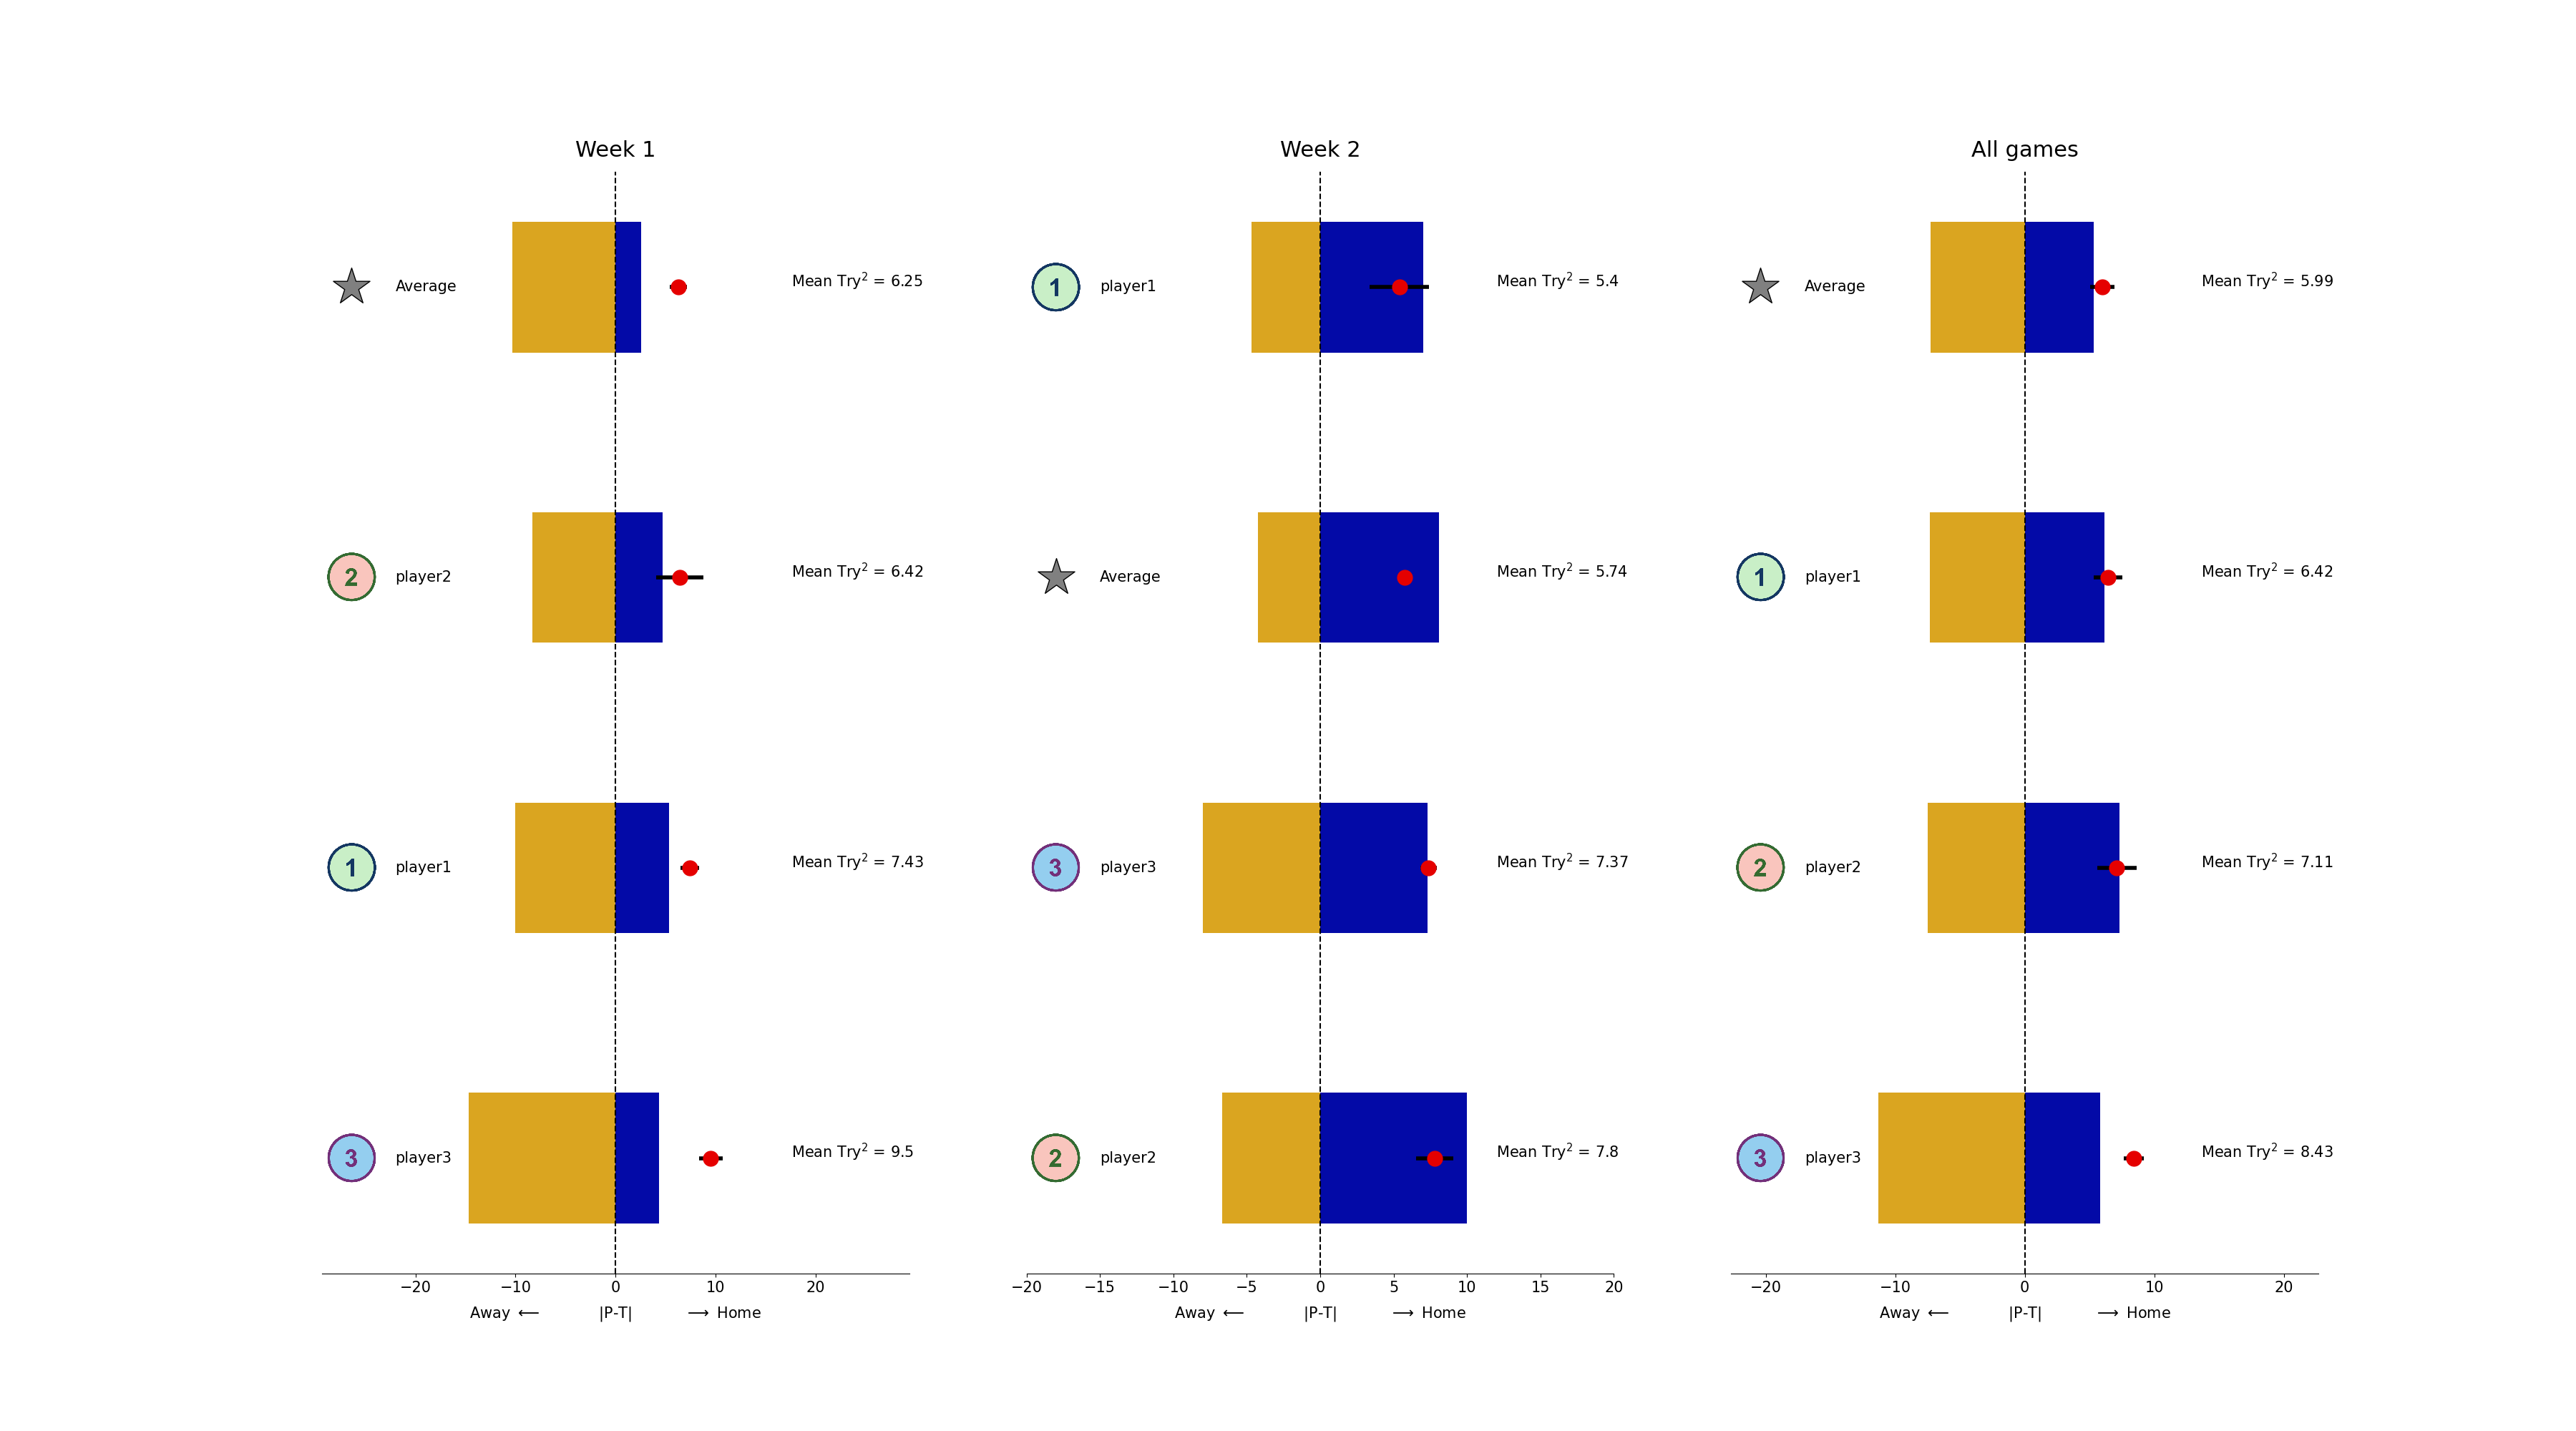 Week 1
Average
Mean Try² = 6.25
2 player2
Mean Try² = 6.42
1 player1
Mean Try² = 7.43
3 player3
Mean Try² = 9.5
−20 −10 0 10 20
Away ⟵ |P-T| ⟶ Home
Week 2
1 player1
Mean Try² = 5.4
Average
Mean Try² = 5.74
3 player3
Mean Try² = 7.37
2 player2
Mean Try² = 7.8
−20 −15 −10 −5 0 5 10 15 20
Away ⟵ |P-T| ⟶ Home
All games
Average
Mean Try² = 5.99
1 player1
Mean Try² = 6.42
2 player2
Mean Try² = 7.11
3 player3
Mean Try² = 8.43
−20 −10 0 10 20
Away ⟵ |P-T| ⟶ Home